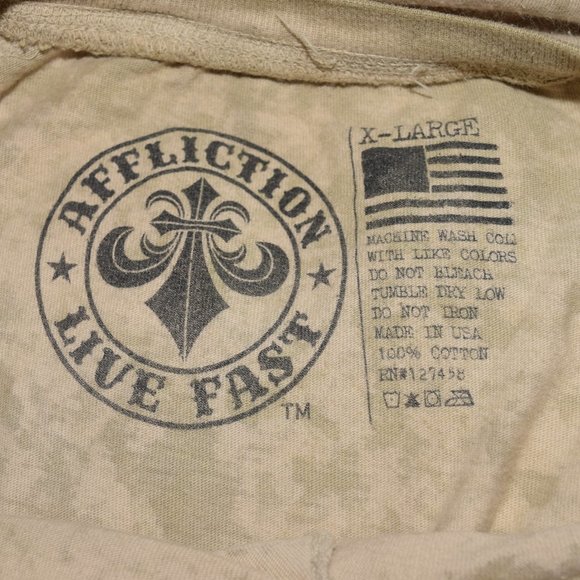 AFFLICTION
LIVE FAST
TM
X-LARGE
MACHINE WASH COLD
WITH LIKE COLORS
DO NOT BLEACH
TUMBLE DRY LOW
DO NOT IRON
MADE IN USA
100% COTTON
RN#127458